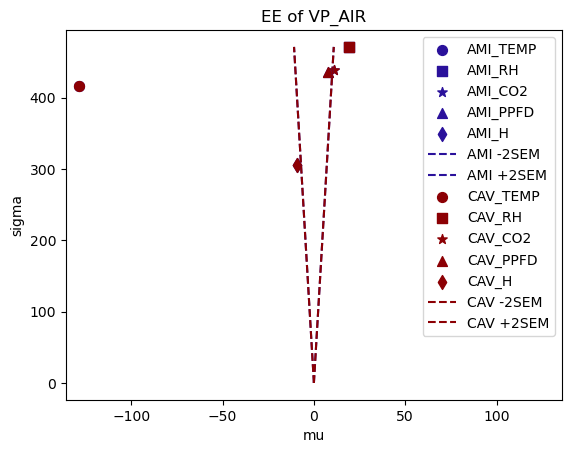 EE of VP_AIR
sigma
400
300
200
100
0
−100
−50
0
50
100
mu
AMI_TEMP
AMI_RH
AMI_CO2
AMI_PPFD
AMI_H
AMI -2SEM
AMI +2SEM
CAV_TEMP
CAV_RH
CAV_CO2
CAV_PPFD
CAV_H
CAV -2SEM
CAV +2SEM